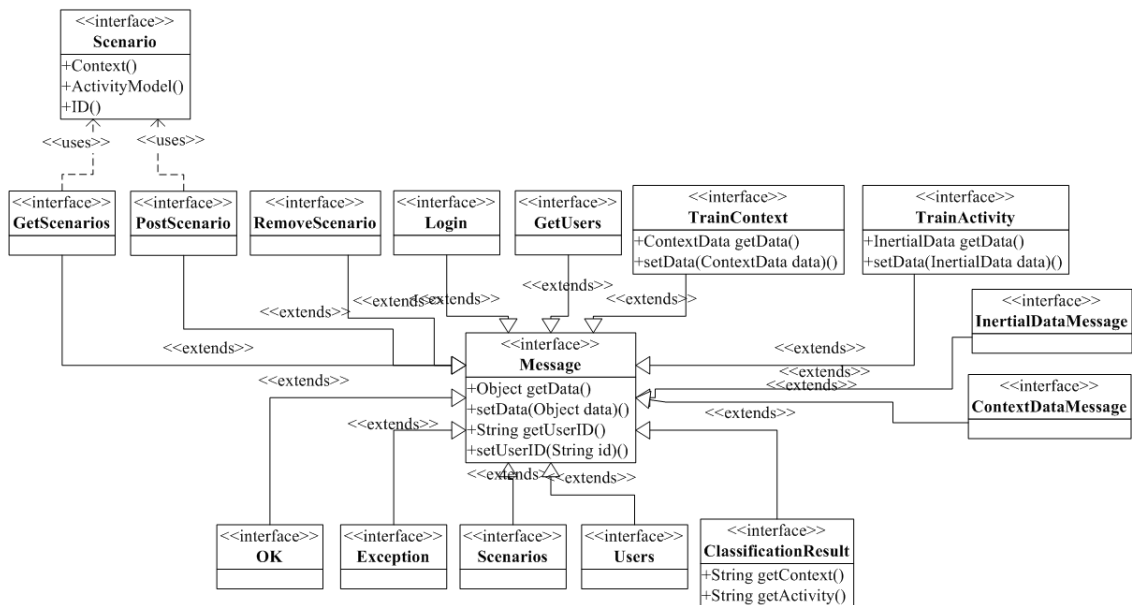 <<interface>>
Scenario
+Context()
+ActivityModel()
+ID()
<<uses>>
<<uses>>
<<interface>>
GetScenarios
<<interface>>
PostScenario
<<interface>>
RemoveScenario
<<interface>>
Login
<<interface>>
GetUsers
<<interface>>
TrainContext
+ContextData getData()
+setData(ContextData data)()
<<interface>>
TrainActivity
+InertialData getData()
+setData(InertialData data)()
<<interface>>
InertialDataMessage
<<interface>>
ContextDataMessage
<<extends>>
<<extends>>
<<extends>>
<<extends>>
<<extends>>
<<extends>>
<<extends>>
<<extends>>
<<extends>>
<<interface>>
Message
+Object getData()
+setData(Object data)()
+String getUserID()
+setUserID(String id)()
<<extends>>
<<extends>>
<<extends>>
<<extends>>
<<extends>>
<<interface>>
OK
<<interface>>
Exception
<<interface>>
Scenarios
<<interface>>
Users
<<interface>>
ClassificationResult
+String getContext()
+String getActivity()